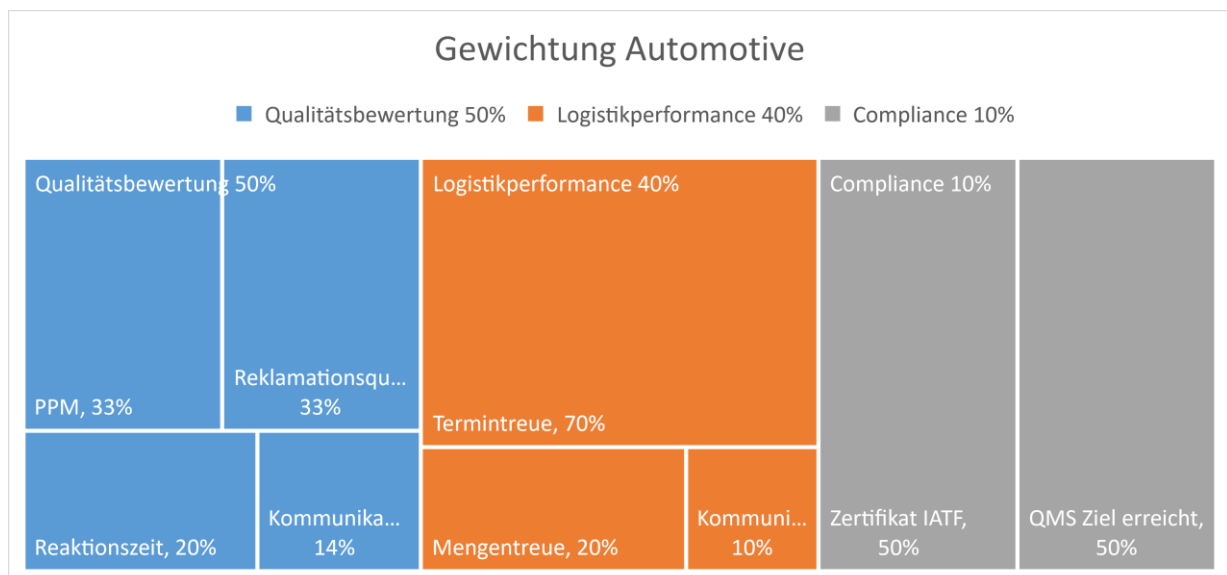 Gewichtung Automotive
Qualitätsbewertung 50% Logistikperformance 40% Compliance 10%
Qualitätsbewertung 50%
PPM, 33%
Reklamationsqu...
33%
Reaktionszeit, 20%
Kommunika...
14%
Logistikperformance 40%
Termintreue, 70%
Mengentreue, 20%
Kommuni...
10%
Compliance 10%
Zertifikat IATF,
50%
QMS Ziel erreicht,
50%